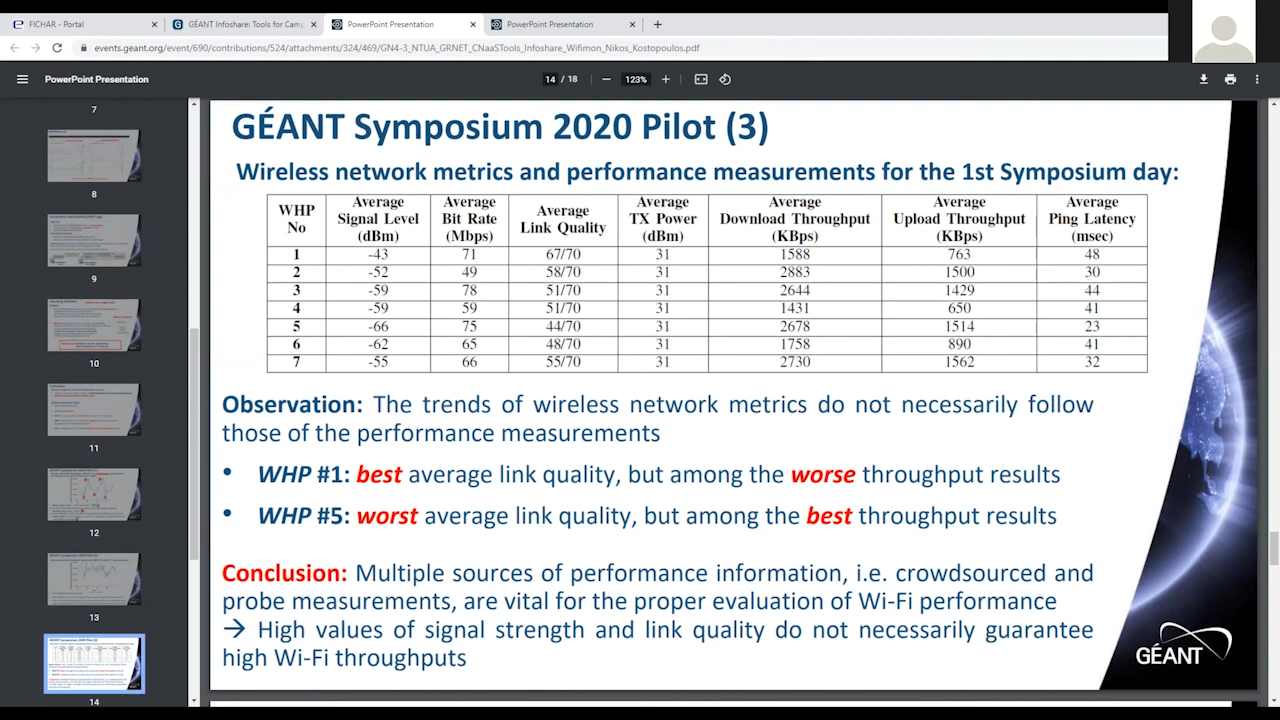 FICHAR - Portal
GÉANT Infoshare: Tools for Camp
PowerPoint Presentation
PowerPoint Presentation
events.geant.org/event/690/contributions/524/attachments/324/469/GN4-3_NTUA_GRNET_CNaaSTools_Infoshare_Wifimon_Nikos_Kostopoulos.pdf
PowerPoint Presentation
14 / 18
123%
7
8
9
10
11
12
13
14
GÉANT Symposium 2020 Pilot (3)
Wireless network metrics and performance measurements for the 1st Symposium day:
WHP No Average Signal Level (dBm) Average Bit Rate (Mbps) Average Link Quality Average TX Power (dBm) Average Download Throughput (KBps) Average Upload Throughput (KBps) Average Ping Latency (msec)
1 -43 71 67/70 31 1588 763 48
2 -52 49 58/70 31 2883 1500 30
3 -59 78 51/70 31 2644 1429 44
4 -59 59 51/70 31 1431 650 41
5 -66 75 44/70 31 2678 1514 23
6 -62 65 48/70 31 1758 890 41
7 -55 66 55/70 31 2730 1562 32
Observation: The trends of wireless network metrics do not necessarily follow
those of the performance measurements
• WHP #1: best average link quality, but among the worse throughput results
• WHP #5: worst average link quality, but among the best throughput results
Conclusion: Multiple sources of performance information, i.e. crowdsourced and
probe measurements, are vital for the proper evaluation of Wi-Fi performance
→ High values of signal strength and link quality do not necessarily guarantee
high Wi-Fi throughputs
GÉANT